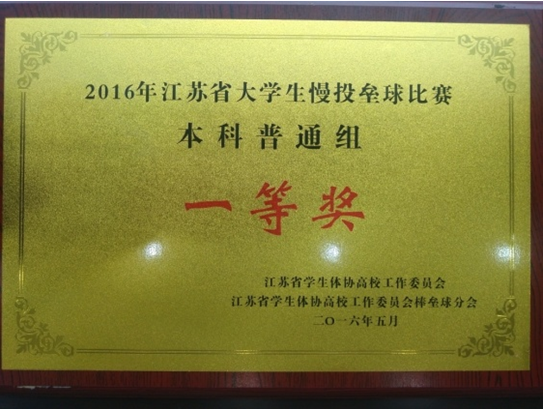 2016年江苏省大学生慢投垒球比赛
本科普通组
一等奖
江苏省学生体协高校工作委员会
江苏省学生体协高校工作委员会棒垒球分会
二〇一六年五月